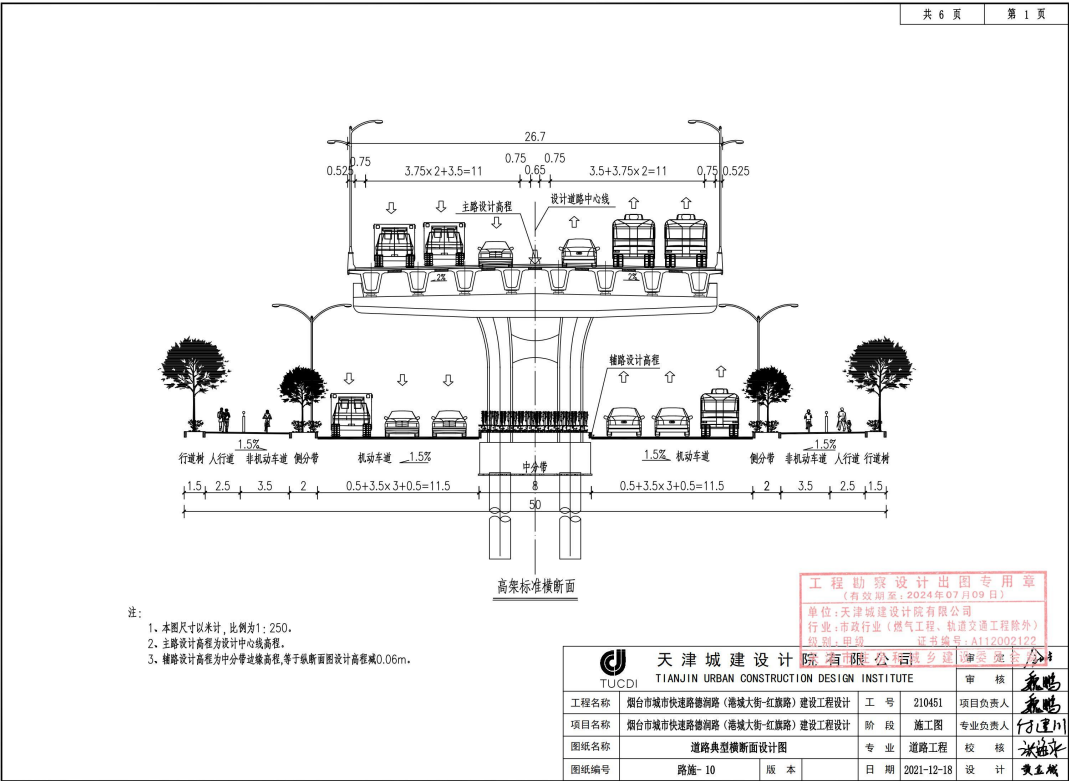 共 6 页 第 1 页
26.7
0.525 0.75 3.75×2+3.5=11 0.75 0.65 0.75 3.5+3.75×2=11 0.75 0.525
主路设计高程 设计道路中心线
2% 2%
辅路设计高程
1.5% 1.5%
行道树 人行道 非机动车道 侧分带 机动车道 1.5% 中分带 1.5% 机动车道 侧分带 非机动车道 人行道 行道树
1.5 2.5 3.5 2 0.5+3.5×3+0.5=11.5 8 0.5+3.5×3+0.5=11.5 2 3.5 2.5 1.5
50
高架标准横断面
注:
1、本图尺寸以米计,比例为1:250。
2、主路设计高程为设计中心线高程。
3、辅路设计高程为中分带边缘高程,等于纵断面图设计高程减0.06m。
工程勘察设计出图专用章
(有效期至:2024年07月09日)
单位:天津城建设计院有限公司
行业:市政行业(燃气工程、轨道交通工程除外)
级别:甲级 证书编号:A112002122
TUCDI
天津城建设计院有限公司
TIANJIN URBAN CONSTRUCTION DESIGN INSTITUTE
审 定
审 核 魏鹏
工程名称 烟台市城市快速路德润路(港城大街-红旗路)建设工程设计 工 号 210451 项目负责人 魏鹏
项目名称 烟台市城市快速路德润路(港城大街-红旗路)建设工程设计 阶 段 施工图 专业负责人 付建川
图纸名称 道路典型横断面设计图 专 业 道路工程 校 核
图纸编号 路施-10 版 本 日 期 2021-12-18 设 计